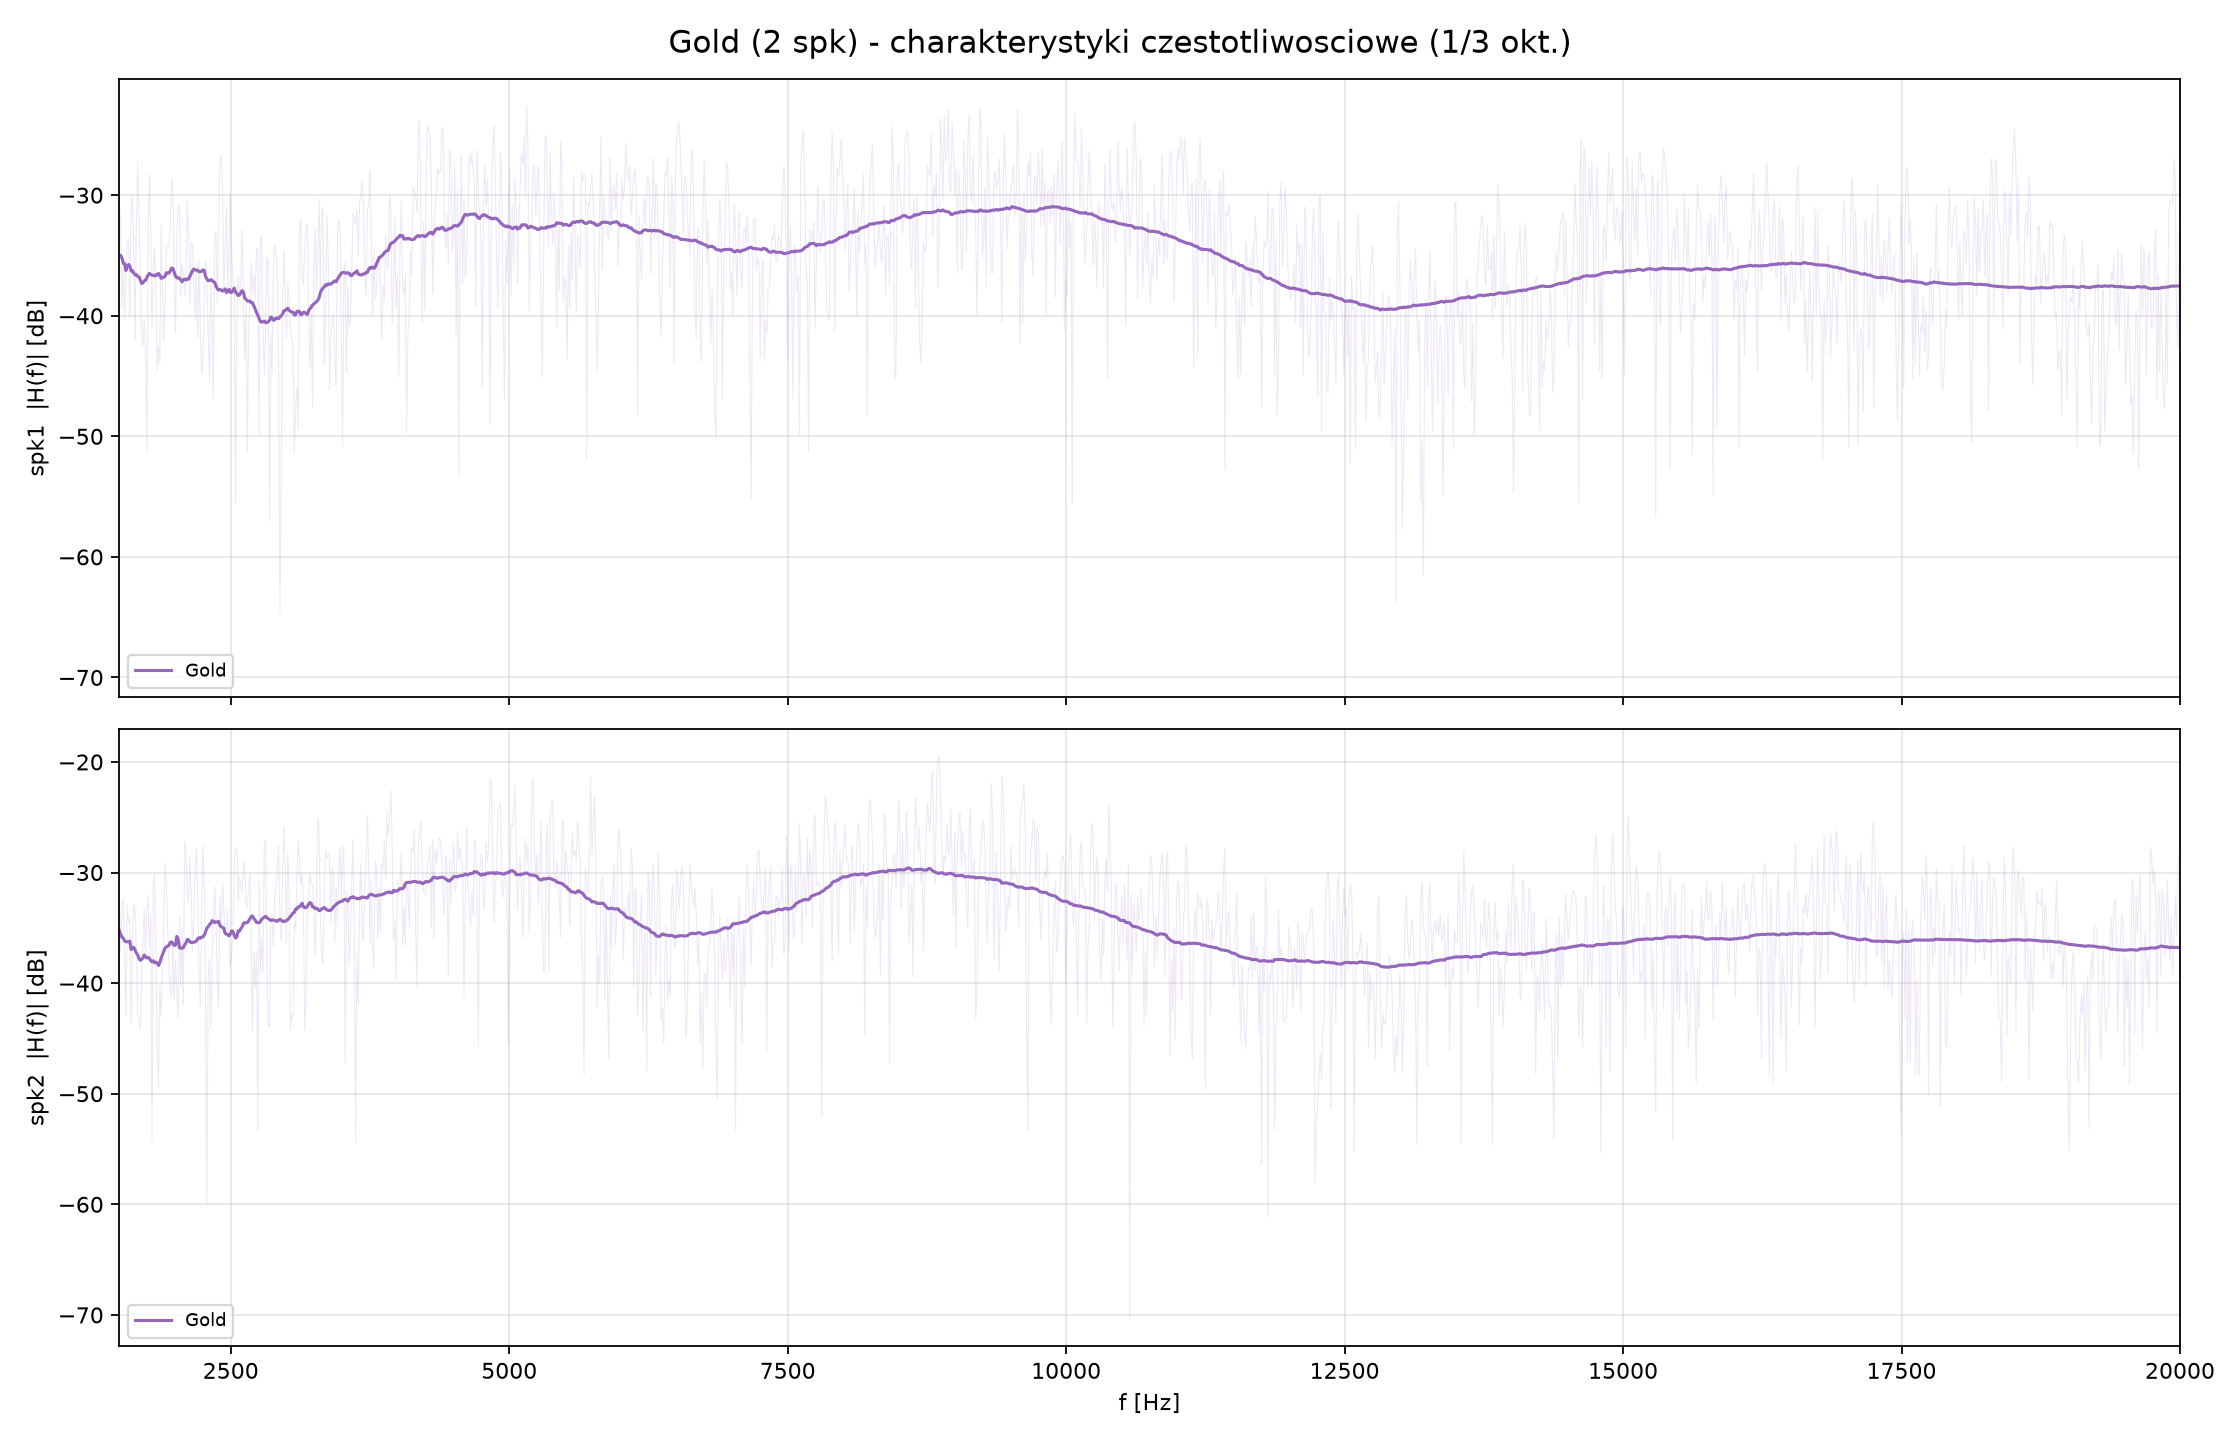 Gold (2 spk) - charakterystyki czestotliwosciowe (1/3 okt.)
spk1 |H(f)| [dB]
−30
−40
−50
−60
−70
Gold
spk2 |H(f)| [dB]
−20
−30
−40
−50
−60
−70
Gold
2500 5000 7500 10000 12500 15000 17500 20000
f [Hz]